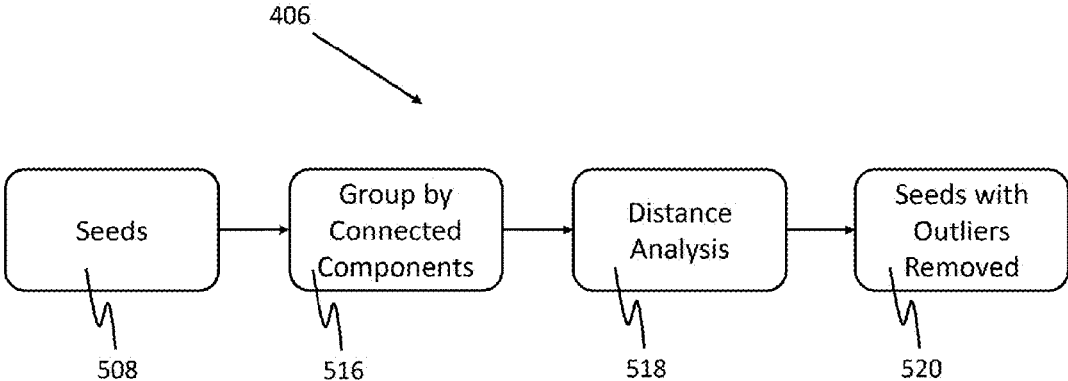 406
Seeds
Group by
Connected
Components
Distance
Analysis
Seeds with
Outliers
Removed
508
516
518
520